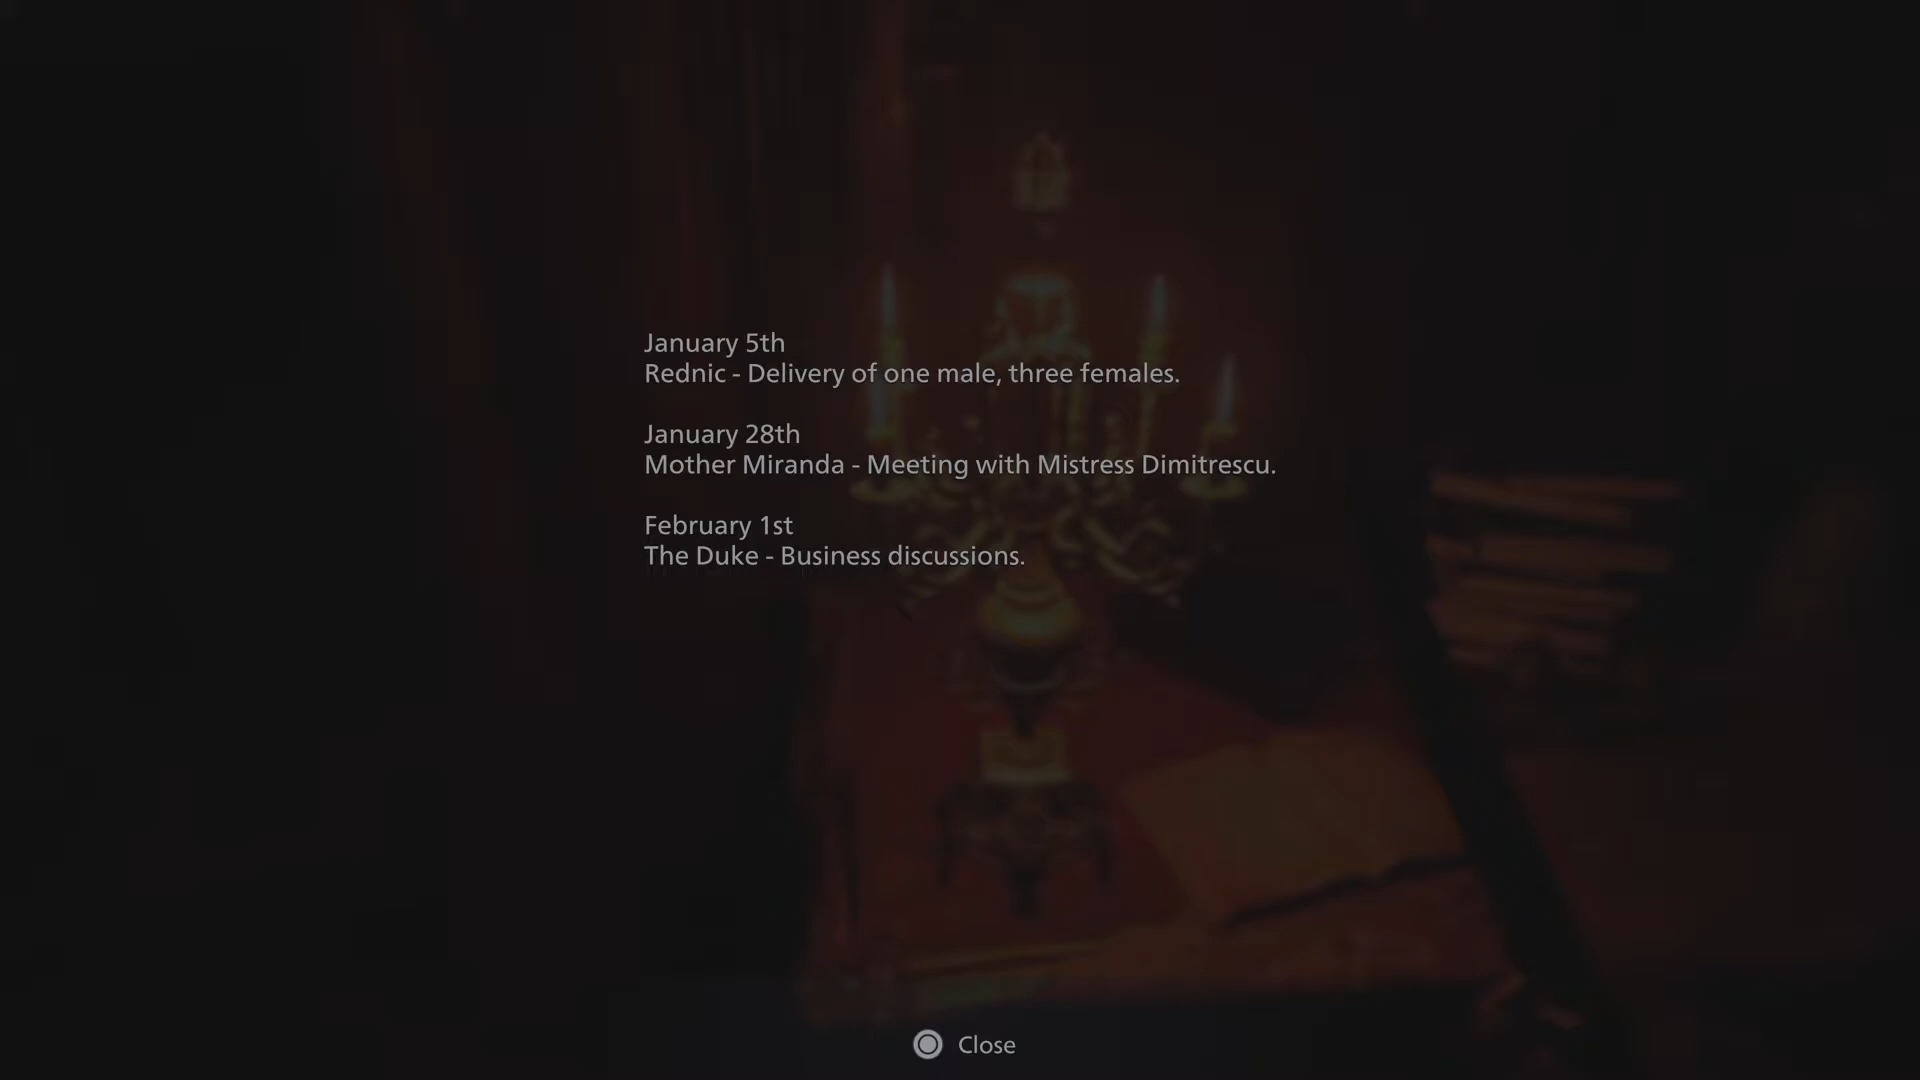 January 5th
Rednic - Delivery of one male, three females.
January 28th
Mother Miranda - Meeting with Mistress Dimitrescu.
February 1st
The Duke - Business discussions.
Close